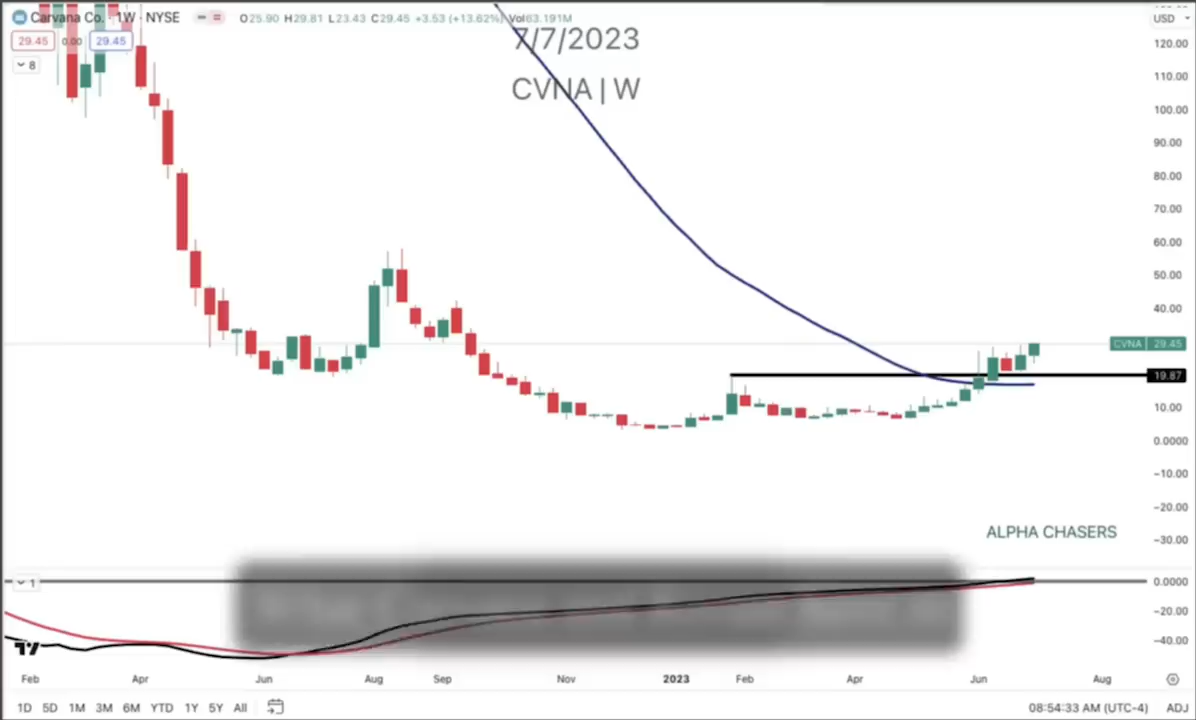 Carvana Co. · 1W · NYSE O25.90 H29.81 L23.43 C29.45 +3.53 (+13.62%) Vol63.191M
USD
29.45 0.00 29.45
8
7/7/2023
CVNA | W
120.00
110.00
100.00
90.00
80.00
70.00
60.00
50.00
40.00
CVNA 29.45
19.87
10.00
0.0000
−10.00
−20.00
−30.00
ALPHA CHASERS
1
0.0000
−20.00
−40.00
Feb Apr Jun Aug Sep Nov 2023 Feb Apr Jun Aug
1D 5D 1M 3M 6M YTD 1Y 5Y All 08:54:33 AM (UTC-4) ADJ